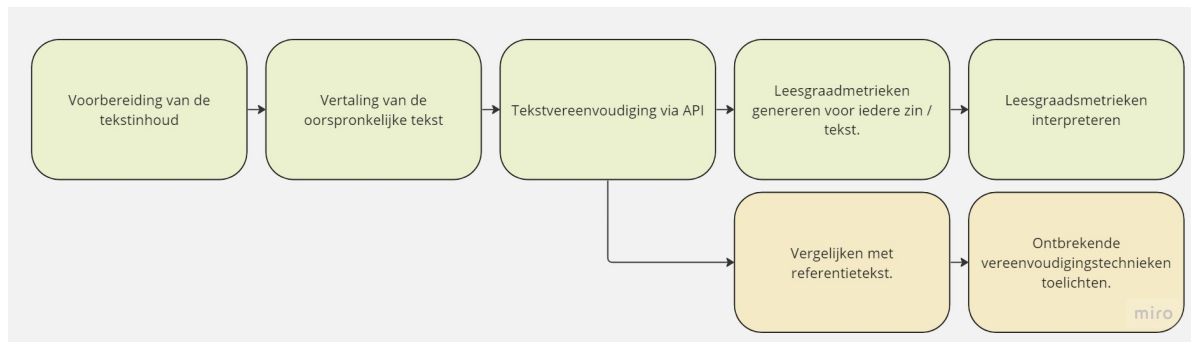 Voorbereiding van de
tekstinhoud
Vertaling van de
oorspronkelijke tekst
Tekstvereenvoudiging via API
Leesgraadmetrieken
genereren voor iedere zin /
tekst.
Leesgraadsmetrieken
interpreteren
Vergelijken met
referentietekst.
Ontbrekende
vereenvoudigingstechnieken
toelichten.
miro